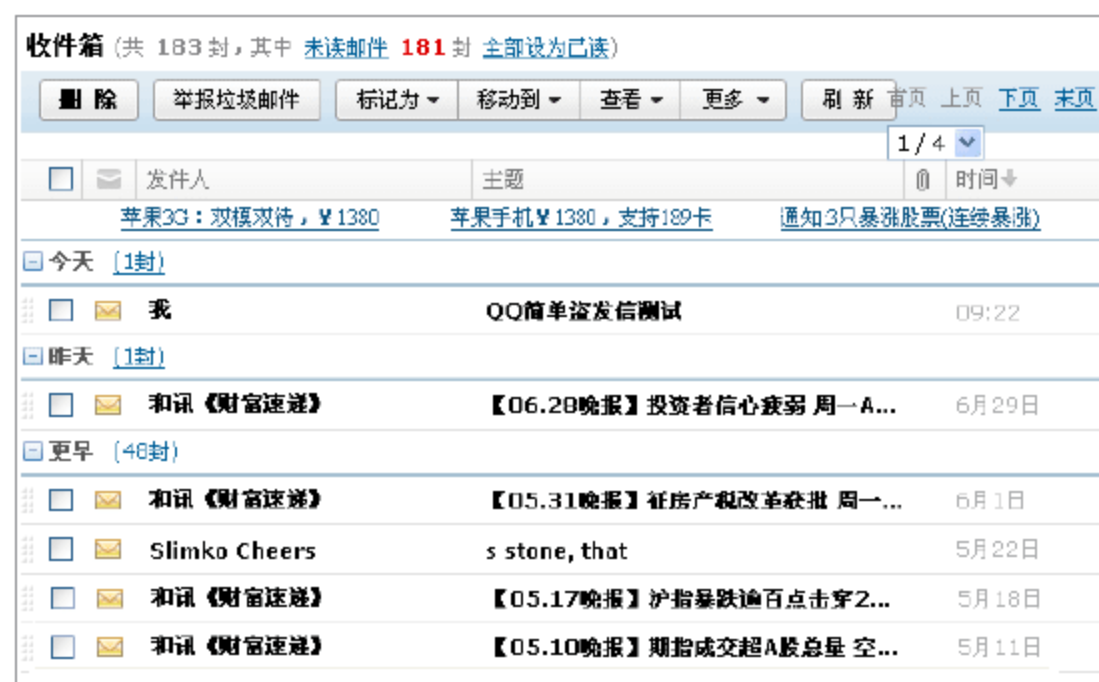 收件箱 (共 183 封，其中 未读邮件 181 封 全部设为已读)
删 除 举报垃圾邮件 标记为 移动到 查看 更多 刷 新 首页 上页 下页 末页
1 / 4
发件人 主题 时间
苹果3G：双模双待，¥1380 苹果手机¥1380，支持189卡 通知:3只暴涨股票(连续暴涨)
今天 (1封)
我 QQ简单盗发信测试 09:22
昨天 (1封)
和讯《财富速递》 【06.28晚报】投资者信心疲弱 周一A... 6月29日
更早 (48封)
和讯《财富速递》 【05.31晚报】征房产税改革获批 周一... 6月1日
Slimko Cheers s stone, that 5月22日
和讯《财富速递》 【05.17晚报】沪指暴跌逾百点击穿2... 5月18日
和讯《财富速递》 【05.10晚报】期指成交超A股总量 空... 5月11日